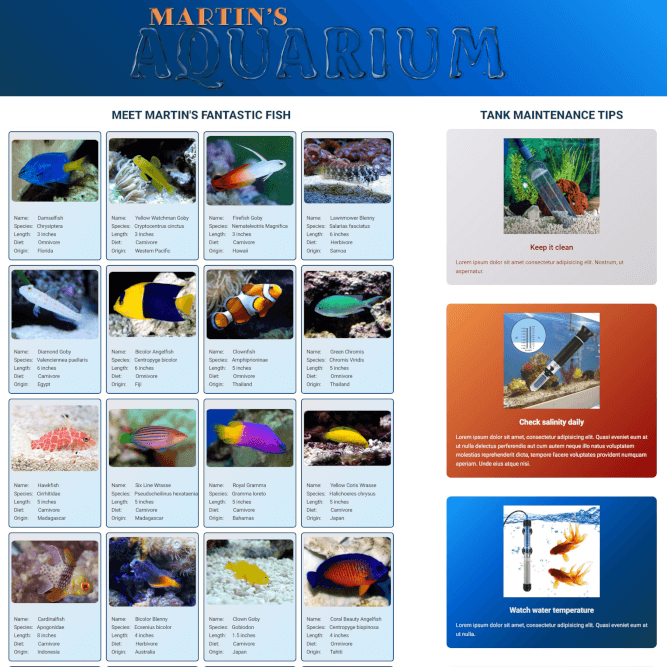 MARTIN'S
AQUARIUM
MEET MARTIN'S FANTASTIC FISH
Name: Damselfish
Species: Chrysiptera
Length: 3 inches
Diet: Omnivore
Origin: Florida
Name: Yellow Watchman Goby
Species: Cryptocentrus cinctus
Length: 3 inches
Diet: Carnivore
Origin: Western Pacific
Name: Firefish Goby
Species: Nemateleotris Magnifica
Length: 3 inches
Diet: Carnivore
Origin: Hawaii
Name: Lawnmower Blenny
Species: Salarias fasciatus
Length: 6 inches
Diet: Herbivore
Origin: Samoa
Name: Diamond Goby
Species: Valenciennea puellaris
Length: 6 inches
Diet: Carnivore
Origin: Egypt
Name: Bicolor Angelfish
Species: Centropyge bicolor
Length: 6 inches
Diet: Omnivore
Origin: Fiji
Name: Clownfish
Species: Amphiprioninae
Length: 5 inches
Diet: Omnivore
Origin: Thailand
Name: Green Chromis
Species: Chromis Viridis
Length: 5 inches
Diet: Omnivore
Origin: Thailand
Name: Hawkfish
Species: Cirrhitidae
Length: 5 inches
Diet: Carnivore
Origin: Madagascar
Name: Six Line Wrasse
Species: Pseudocheilinus hexataenia
Length: 5 inches
Diet: Carnivore
Origin: Madagascar
Name: Royal Gramma
Species: Gramma loreto
Length: 5 inches
Diet: Carnivore
Origin: Bahamas
Name: Yellow Coris Wrasse
Species: Halichoeres chrysus
Length: 5 inches
Diet: Carnivore
Origin: Japan
Name: Cardinalfish
Species: Apogonidae
Length: 8 inches
Diet: Carnivore
Origin: Indonesia
Name: Bicolor Blenny
Species: Ecsenius bicolor
Length: 4 inches
Diet: Herbivore
Origin: Australia
Name: Clown Goby
Species: Gobiodon
Length: 1.5 inches
Diet: Carnivore
Origin: Japan
Name: Coral Beauty Angelfish
Species: Centropyge bispinosa
Length: 4 inches
Diet: Omnivore
Origin: Tahiti
TANK MAINTENANCE TIPS
Keep it clean
Lorem ipsum dolor sit amet consectetur adipisicing elit. Nostrum, ut
aspernatur.
Check salinity daily
Lorem ipsum dolor sit amet, consectetur adipisicing elit. Quasi eveniet eum at
ut nulla delectus perferendis aut cum autem neque illo natus voluptatem
molestias reprehenderit dicta, tempore facere voluptates provident numquam
aperiam. Unde eius atque nisi.
Watch water temperature
Lorem ipsum dolor sit amet, consectetur adipisicing elit. Quasi eveniet eum at
ut nulla.